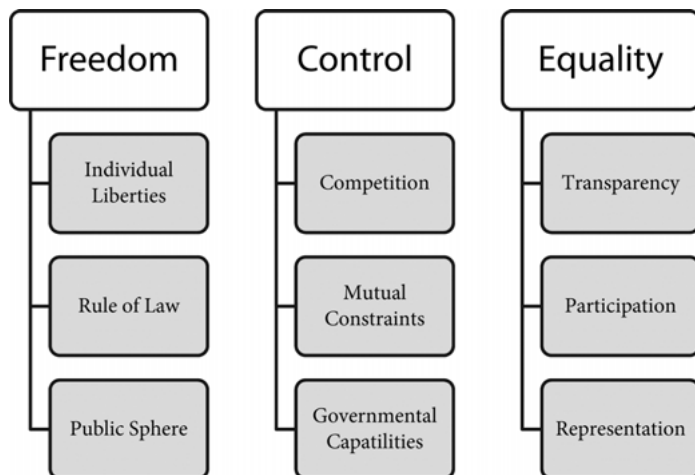 Freedom
Individual
Liberties
Rule of Law
Public Sphere
Control
Competition
Mutual
Constraints
Governmental
Capatilities
Equality
Transparency
Participation
Representation